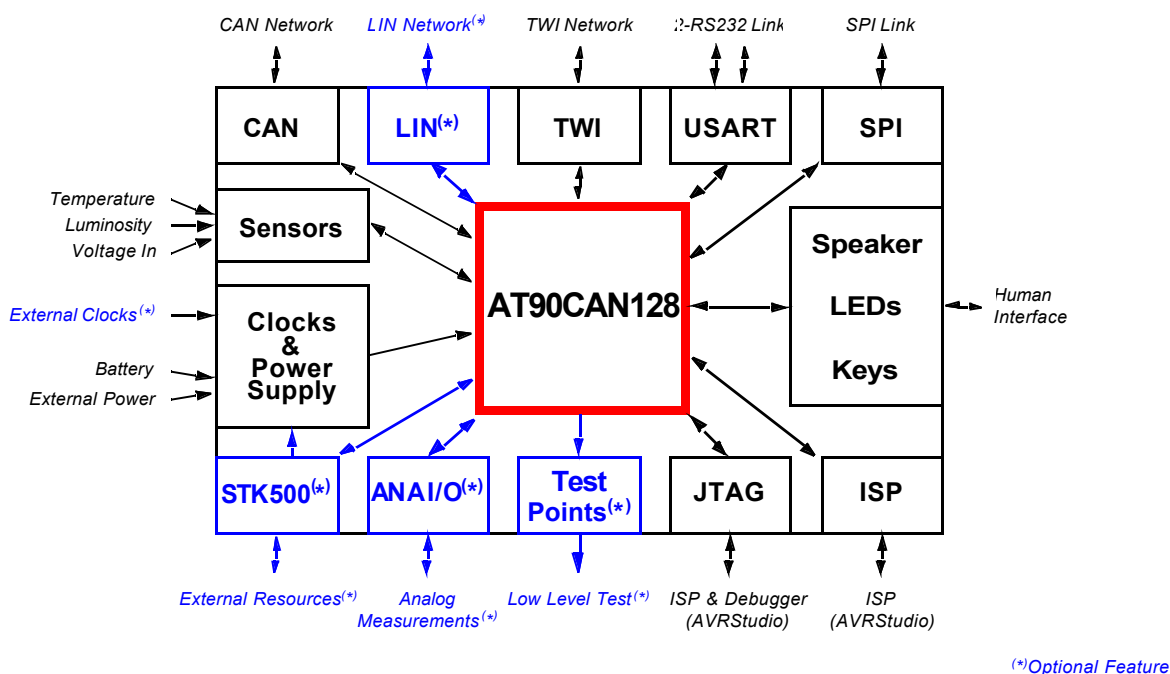 CAN Network
LIN Network(*)
TWI Network
2-RS232 Link
SPI Link
CAN
LIN(*)
TWI
USART
SPI
Temperature
Luminosity
Voltage In
Sensors
AT90CAN128
Speaker
LEDs
Keys
Human
Interface
External Clocks(*)
Battery
External Power
Clocks
&
Power
Supply
STK500(*)
ANAI/O(*)
Test
Points(*)
JTAG
ISP
External Resources(*)
Analog
Measurements(*)
Low Level Test(*)
ISP & Debugger
(AVRStudio)
ISP
(AVRStudio)
(*)Optional Feature